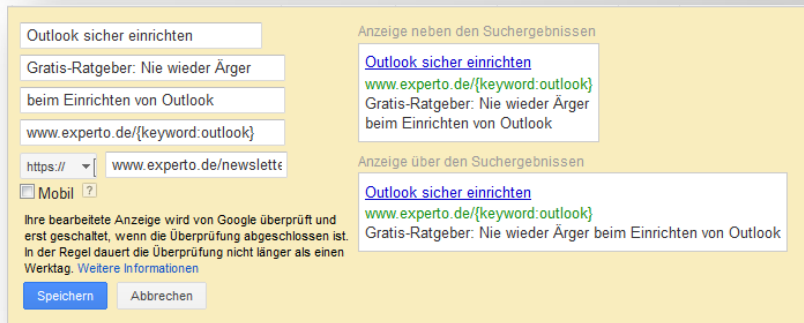 Outlook sicher einrichten
Gratis-Ratgeber: Nie wieder Ärger
beim Einrichten von Outlook
www.experto.de/{keyword:outlook}
https:// www.experto.de/newslette
Mobil ?
Ihre bearbeitete Anzeige wird von Google überprüft und
erst geschaltet, wenn die Überprüfung abgeschlossen ist.
In der Regel dauert die Überprüfung nicht länger als einen
Werktag. Weitere Informationen
Speichern Abbrechen
Anzeige neben den Suchergebnissen
Outlook sicher einrichten
www.experto.de/{keyword:outlook}
Gratis-Ratgeber: Nie wieder Ärger
beim Einrichten von Outlook
Anzeige über den Suchergebnissen
Outlook sicher einrichten
www.experto.de/{keyword:outlook}
Gratis-Ratgeber: Nie wieder Ärger beim Einrichten von Outlook